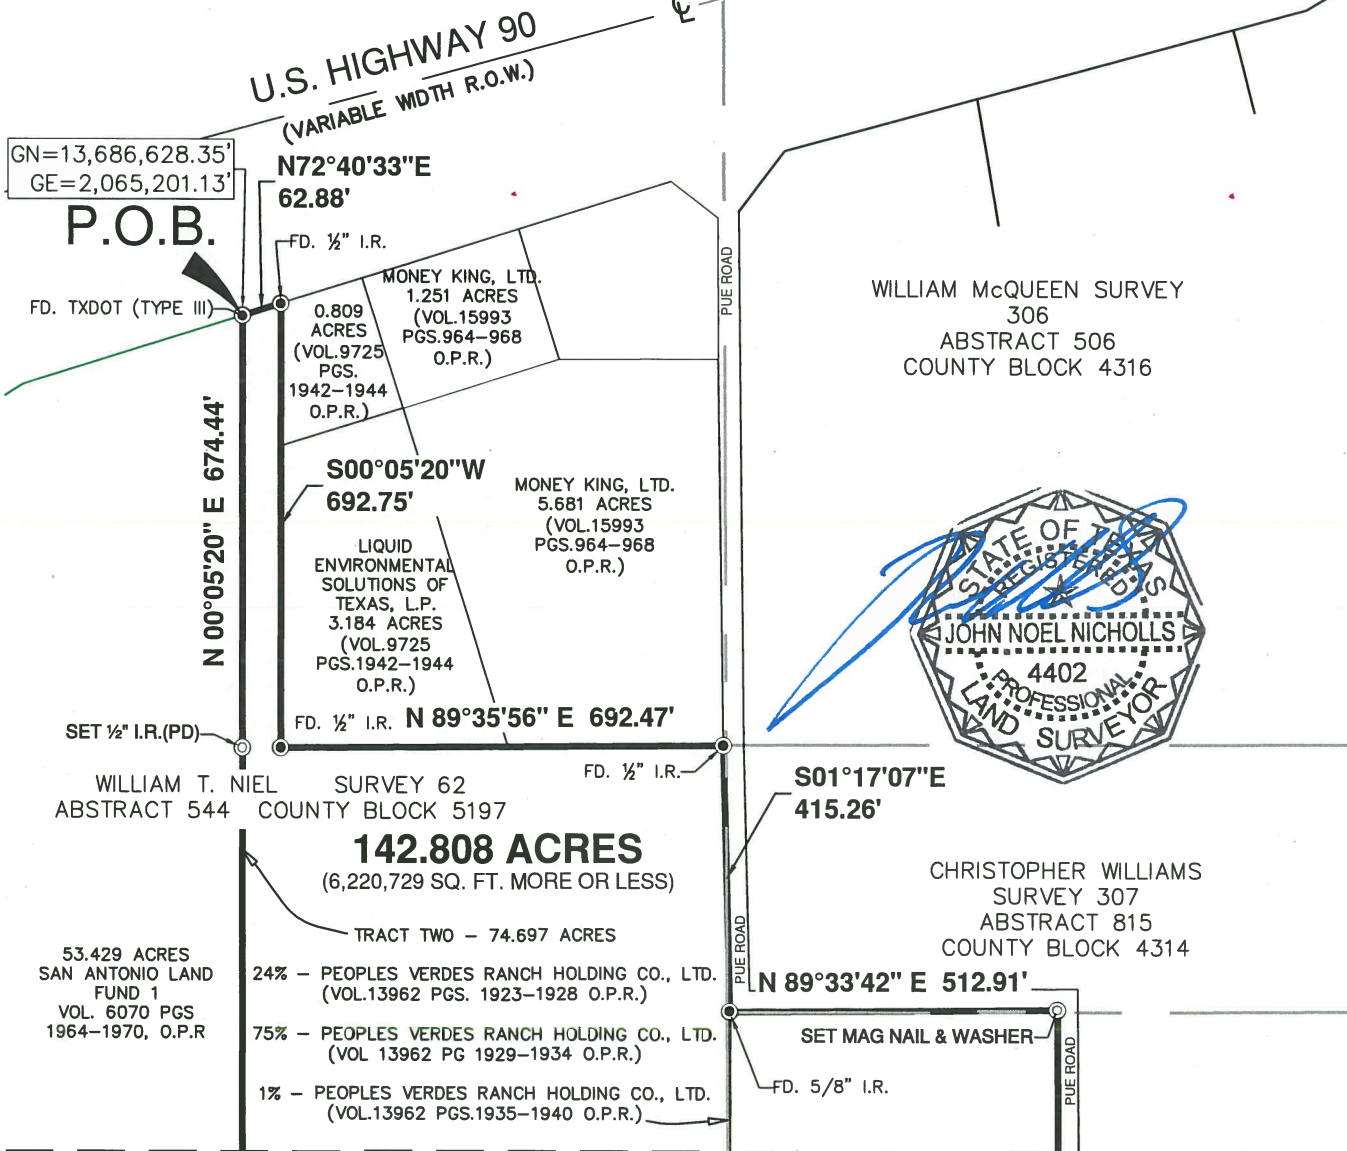 U.S. HIGHWAY 90
(VARIABLE WIDTH R.O.W.)
℄
GN=13,686,628.35'
GE=2,065,201.13'
P.O.B.
N72°40'33"E
62.88'
FD. ½" I.R.
FD. TXDOT (TYPE III)
0.809
ACRES
(VOL.9725
PGS.
1942–1944
O.P.R.)
MONEY KING, LTD.
1.251 ACRES
(VOL.15993
PGS.964–968
O.P.R.)
PUE ROAD
WILLIAM McQUEEN SURVEY
306
ABSTRACT 506
COUNTY BLOCK 4316
N 00°05'20" E 674.44'
S00°05'20"W
692.75'
MONEY KING, LTD.
5.681 ACRES
(VOL.15993
PGS.964–968
O.P.R.)
LIQUID
ENVIRONMENTAL
SOLUTIONS OF
TEXAS, L.P.
3.184 ACRES
(VOL.9725
PGS.1942–1944
O.P.R.)
STATE OF TEXAS
REGISTERED
JOHN NOEL NICHOLLS
4402
PROFESSIONAL
LAND SURVEYOR
SET ½" I.R.(PD)
FD. ½" I.R.
N 89°35'56" E 692.47'
FD. ½" I.R.
WILLIAM T. NIEL SURVEY 62
ABSTRACT 544 COUNTY BLOCK 5197
142.808 ACRES
(6,220,729 SQ. FT. MORE OR LESS)
S01°17'07"E
415.26'
CHRISTOPHER WILLIAMS
SURVEY 307
ABSTRACT 815
COUNTY BLOCK 4314
TRACT TWO – 74.697 ACRES
53.429 ACRES
SAN ANTONIO LAND
FUND 1
VOL. 6070 PGS
1964–1970, O.P.R
24% – PEOPLES VERDES RANCH HOLDING CO., LTD.
(VOL.13962 PGS. 1923–1928 O.P.R.)
75% – PEOPLES VERDES RANCH HOLDING CO., LTD.
(VOL 13962 PG 1929–1934 O.P.R.)
1% – PEOPLES VERDES RANCH HOLDING CO., LTD.
(VOL.13962 PGS.1935–1940 O.P.R.)
PUE ROAD
N 89°33'42" E 512.91'
SET MAG NAIL & WASHER
FD. 5/8" I.R.
PUE ROAD